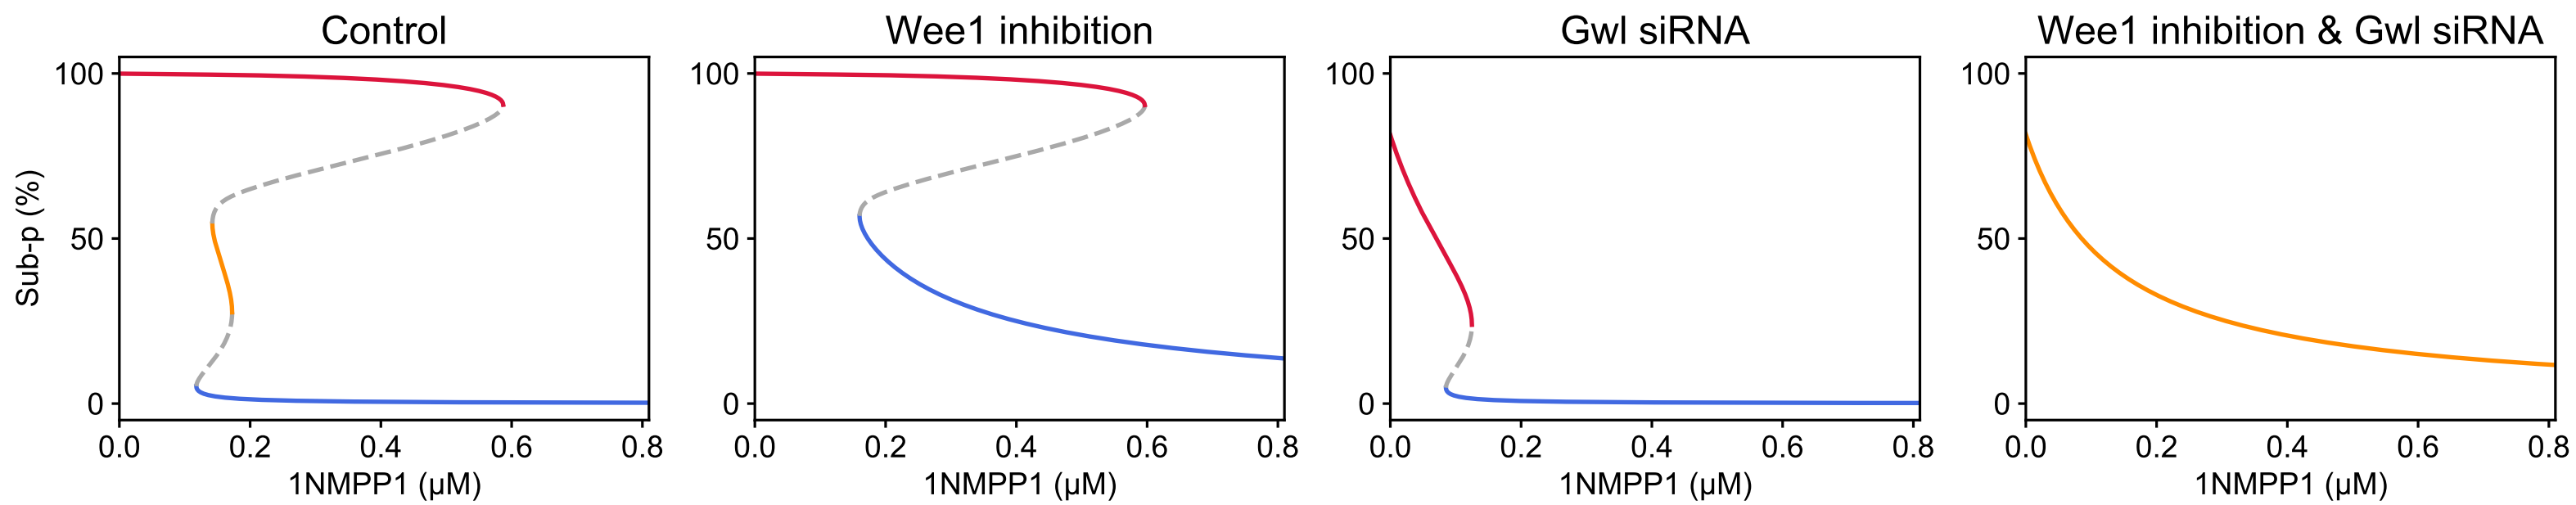 Control
Sub-p (%)
100
50
0
0.0 0.2 0.4 0.6 0.8
1NMPP1 (μM)
Wee1 inhibition
100
50
0
0.0 0.2 0.4 0.6 0.8
1NMPP1 (μM)
Gwl siRNA
100
50
0
0.0 0.2 0.4 0.6 0.8
1NMPP1 (μM)
Wee1 inhibition & Gwl siRNA
100
50
0
0.0 0.2 0.4 0.6 0.8
1NMPP1 (μM)